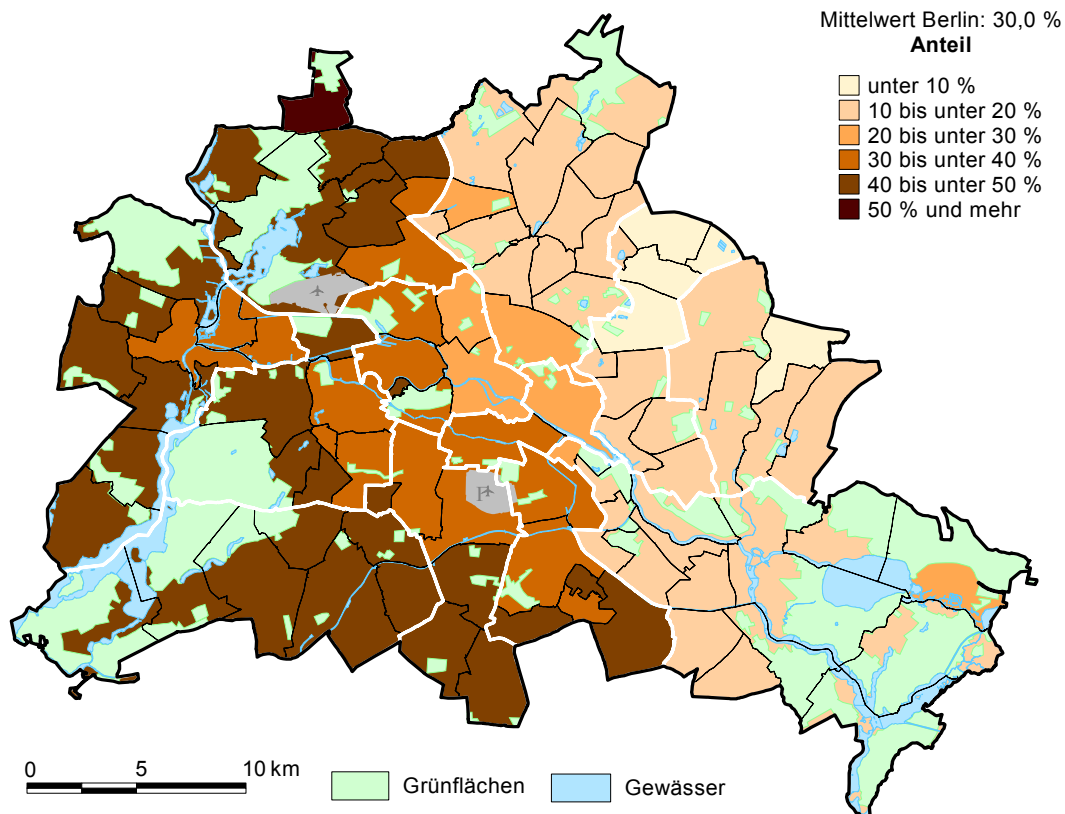 Mittelwert Berlin: 30,0 %
Anteil
unter 10 %
10 bis unter 20 %
20 bis unter 30 %
30 bis unter 40 %
40 bis unter 50 %
50 % und mehr
0 5 10 km
Grünflächen
Gewässer